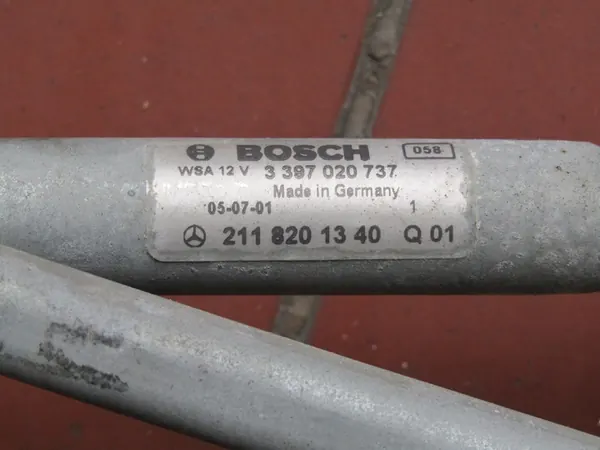 BOSCH 058
WSA 12 V 3 397 020 737
Made in Germany
05-07-01 1
211 820 13 40 Q 01